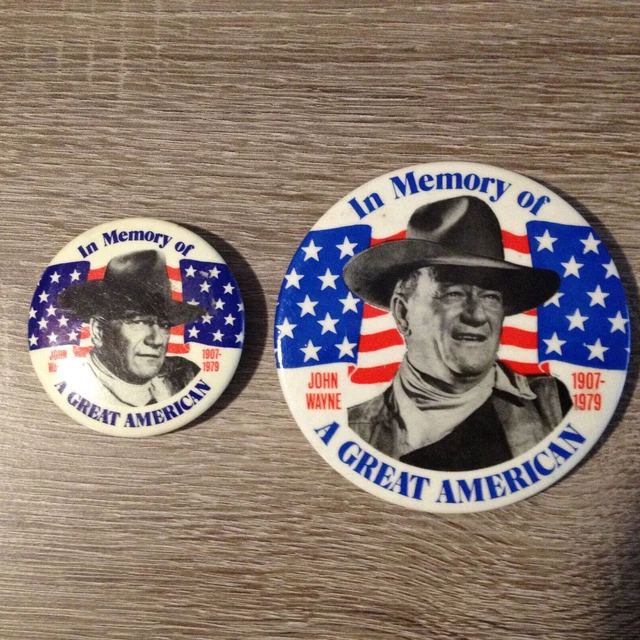 In Memory of
JOHN
1907-
1979
A GREAT AMERICAN
In Memory of
JOHN
WAYNE
1907-
1979
A GREAT AMERICAN